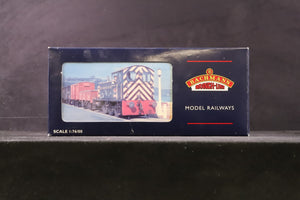 BACHMANN
BRANCH-LINE
MODEL RAILWAYS
SCALE 1:76/00